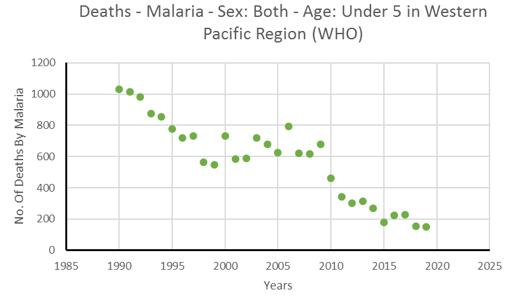 Deaths - Malaria - Sex: Both - Age: Under 5 in Western
Pacific Region (WHO)
No. Of Deaths By Malaria
1200
1000
800
600
400
200
0
1985 1990 1995 2000 2005 2010 2015 2020 2025
Years